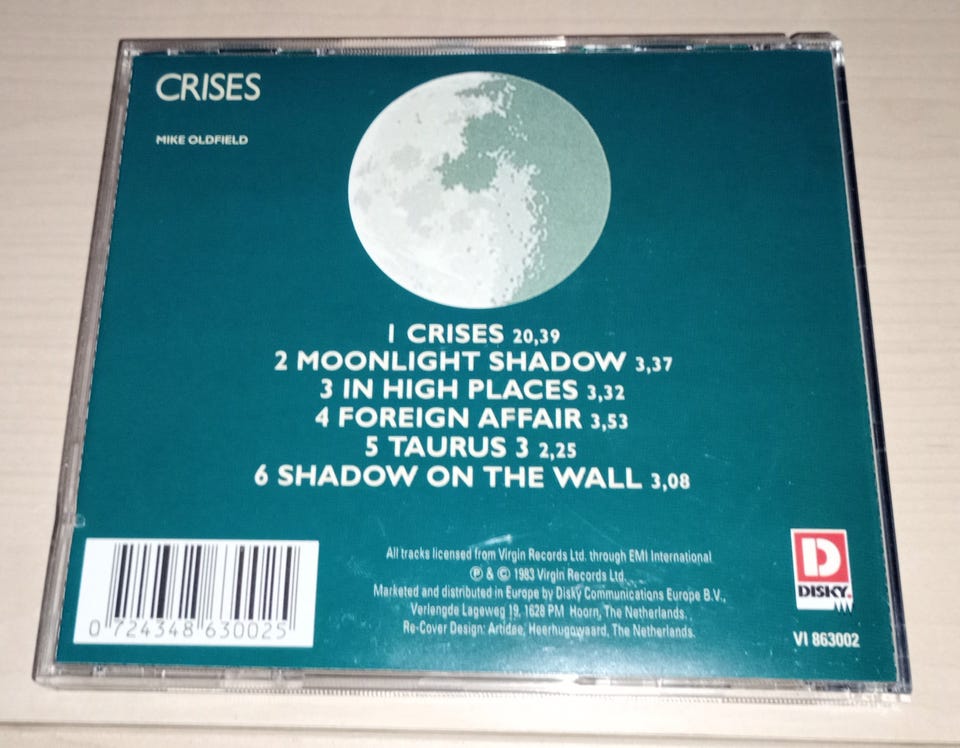 CRISES
MIKE OLDFIELD
1 CRISES 20,39
2 MOONLIGHT SHADOW 3,37
3 IN HIGH PLACES 3,32
4 FOREIGN AFFAIR 3,53
5 TAURUS 3 2,25
6 SHADOW ON THE WALL 3,08
All tracks licensed from Virgin Records Ltd. through EMI International
Ⓟ & © 1983 Virgin Records Ltd.
Marketed and distributed in Europe by Disky Communications Europe B.V.,
Verlengde Lageweg 19, 1628 PM Hoorn, The Netherlands.
Re-Cover Design: Artidae, Heerhugowaard, The Netherlands.
0 724348 630025
D
DISKY.
VI 863002